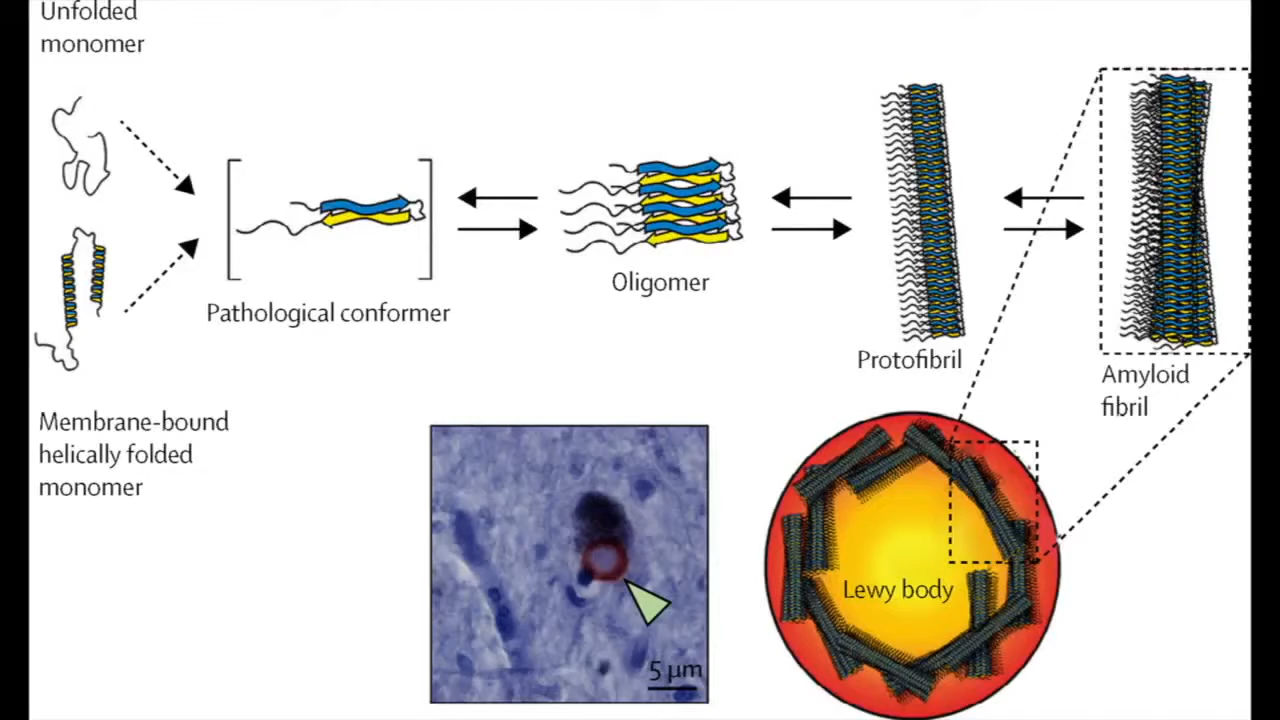 Unfolded
monomer
Pathological conformer
Oligomer
Protofibril
Amyloid
fibril
Membrane-bound
helically folded
monomer
Lewy body
5 μm